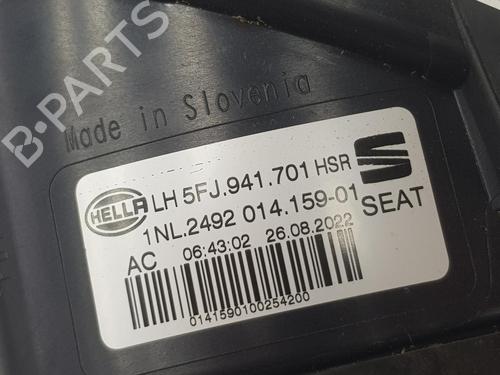 B-PARTS
Made in Slovenia
HELLA LH 5FJ.941.701 HSR
1NL.2492 014.159-01
SEAT
AC 06:43:02 26.08.2022
0141590100254200